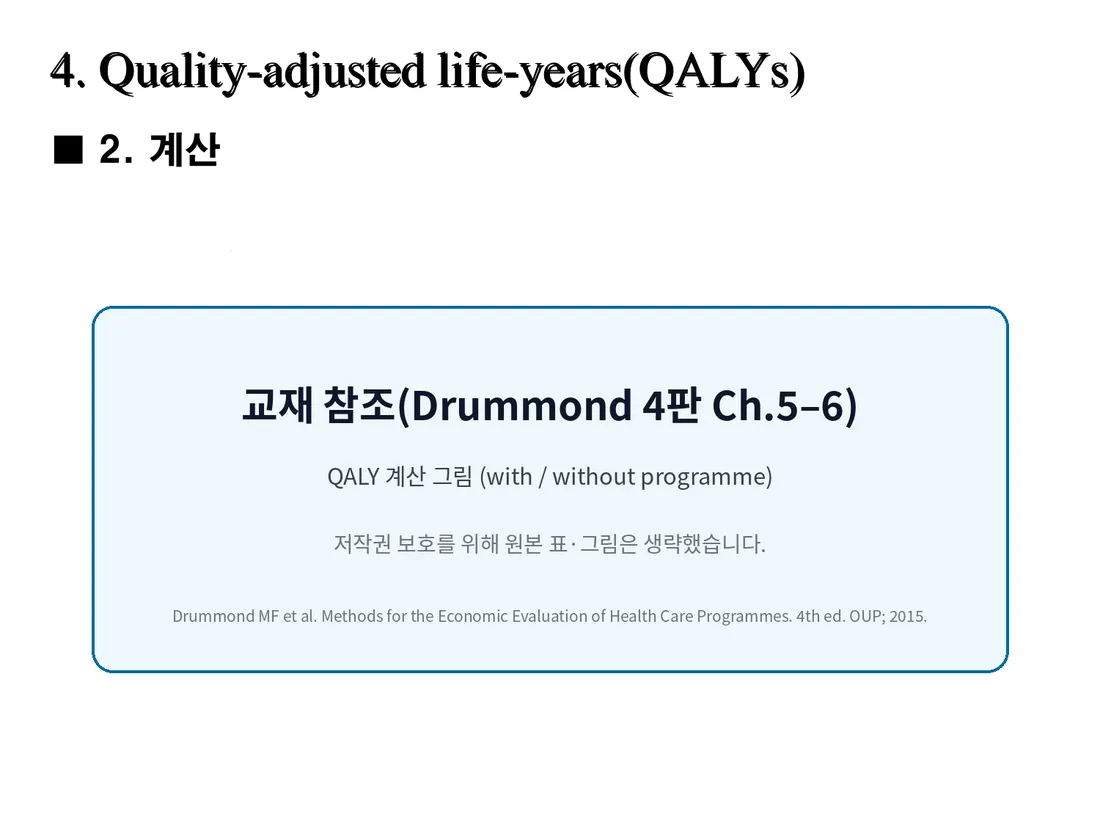 4. Quality-adjusted life-years(QALYs)
■ 2. 계산
교재 참조(Drummond 4판 Ch.5–6)
QALY 계산 그림 (with / without programme)
저작권 보호를 위해 원본 표·그림은 생략했습니다.
Drummond MF et al. Methods for the Economic Evaluation of Health Care Programmes. 4th ed. OUP; 2015.